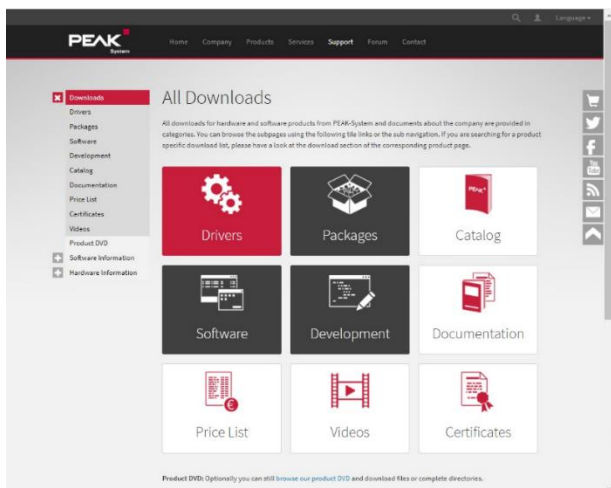 Language
PEAK
System
Home Company Products Services Support Forum Contact
Downloads
Drivers
Packages
Software
Development
Catalog
Documentation
Price List
Certificates
Videos
Product DVD
Software Information
Hardware Information
All Downloads
All downloads for hardware and software products from PEAK-System and documents about the company are provided in
categories. You can browse the subpages using the following tile links or the sub navigation. If you are searching for a product
specific download list, please have a look at the download section of the corresponding product page.
Drivers
Packages
PEAK
Catalog
Software
Development
Documentation
€
Price List
Videos
Certificates
You
Tube
Product DVD: Optionally you can still browse our product DVD and download files or complete directories.